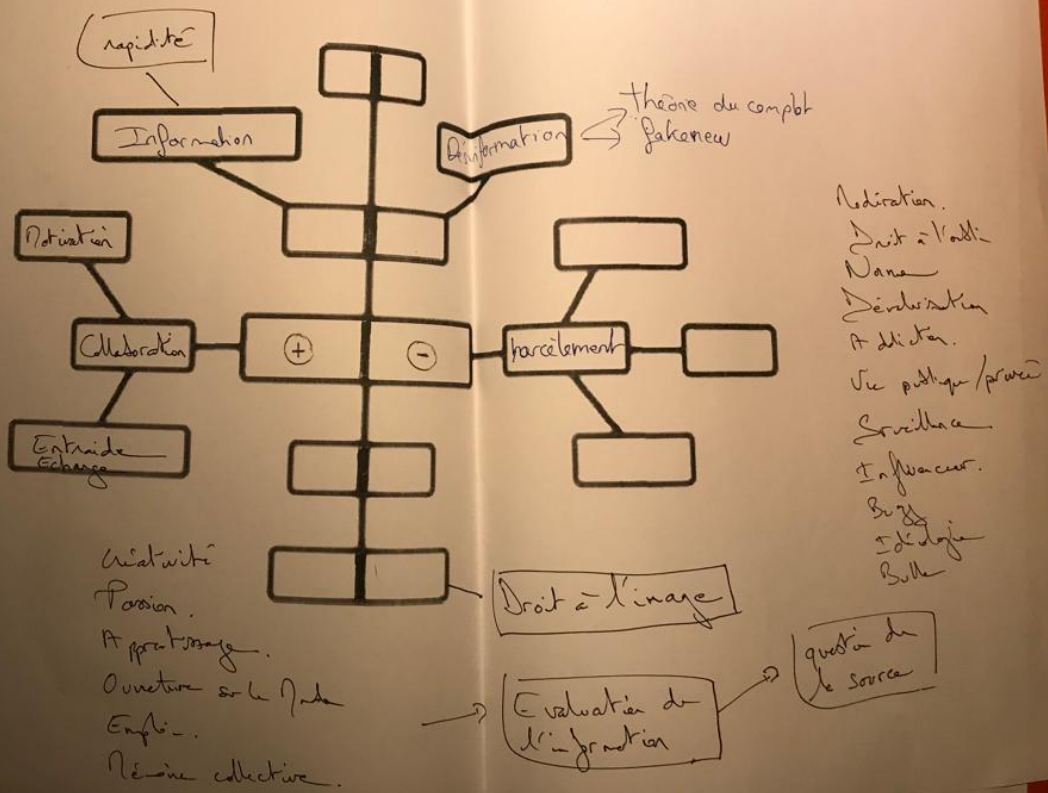 rapidité
Information
Désinformation
théorie du complot
fakenew
Motivation
Collaboration
Entraide
Echange
+
-
harcèlement
Modération.
Droit à l'oubli
Dévalorisation
Addiction.
Vie publique/privée
Surveillance
Influenceur.
Buzz
Idéologie
Bulle
Créativité
Passion.
Apprentissage.
Ouverture sur le Monde
Emploi.
Mémoire collective.
Droit à l'image
Evaluation de
l'information
question de
la source